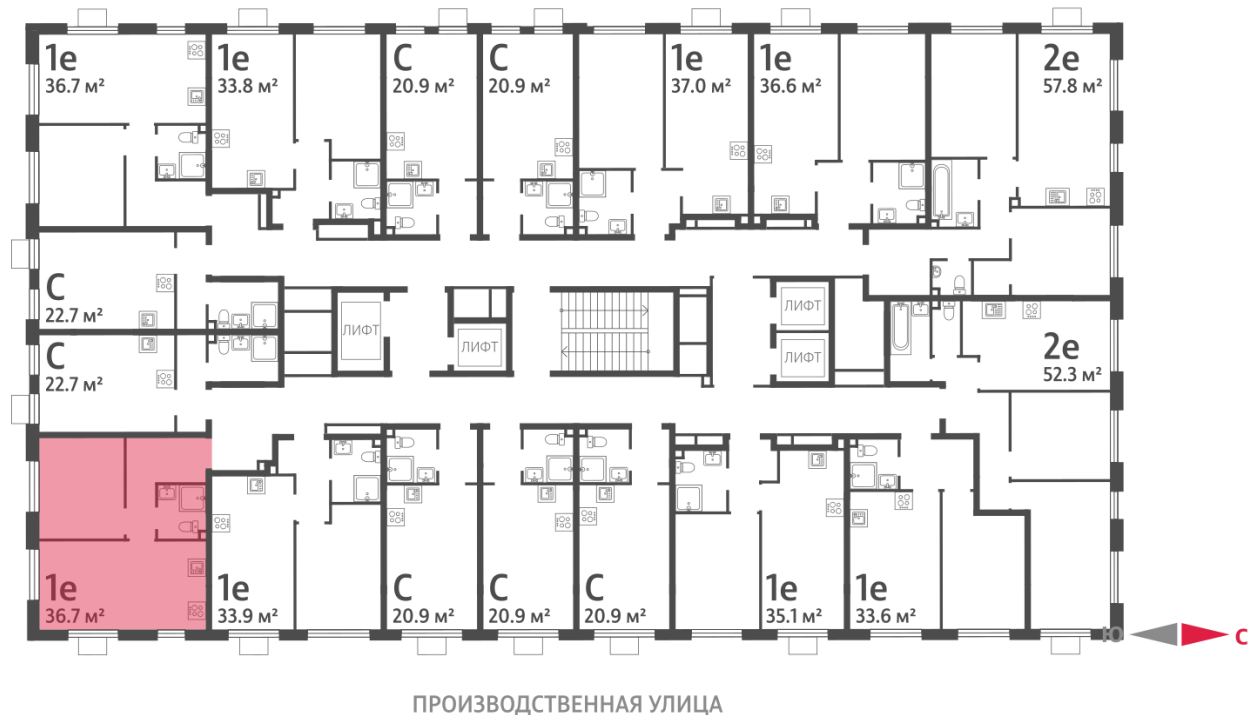 1е
36.7 м²
1е
33.8 м²
С
20.9 м²
С
20.9 м²
1е
37.0 м²
1е
36.6 м²
2е
57.8 м²
С
22.7 м²
ЛИФТ
ЛИФТ
ЛИФТ
ЛИФТ
С
22.7 м²
2е
52.3 м²
1е
36.7 м²
1е
33.9 м²
С
20.9 м²
С
20.9 м²
С
20.9 м²
1е
35.1 м²
1е
33.6 м²
Ю С
ПРОИЗВОДСТВЕННАЯ УЛИЦА